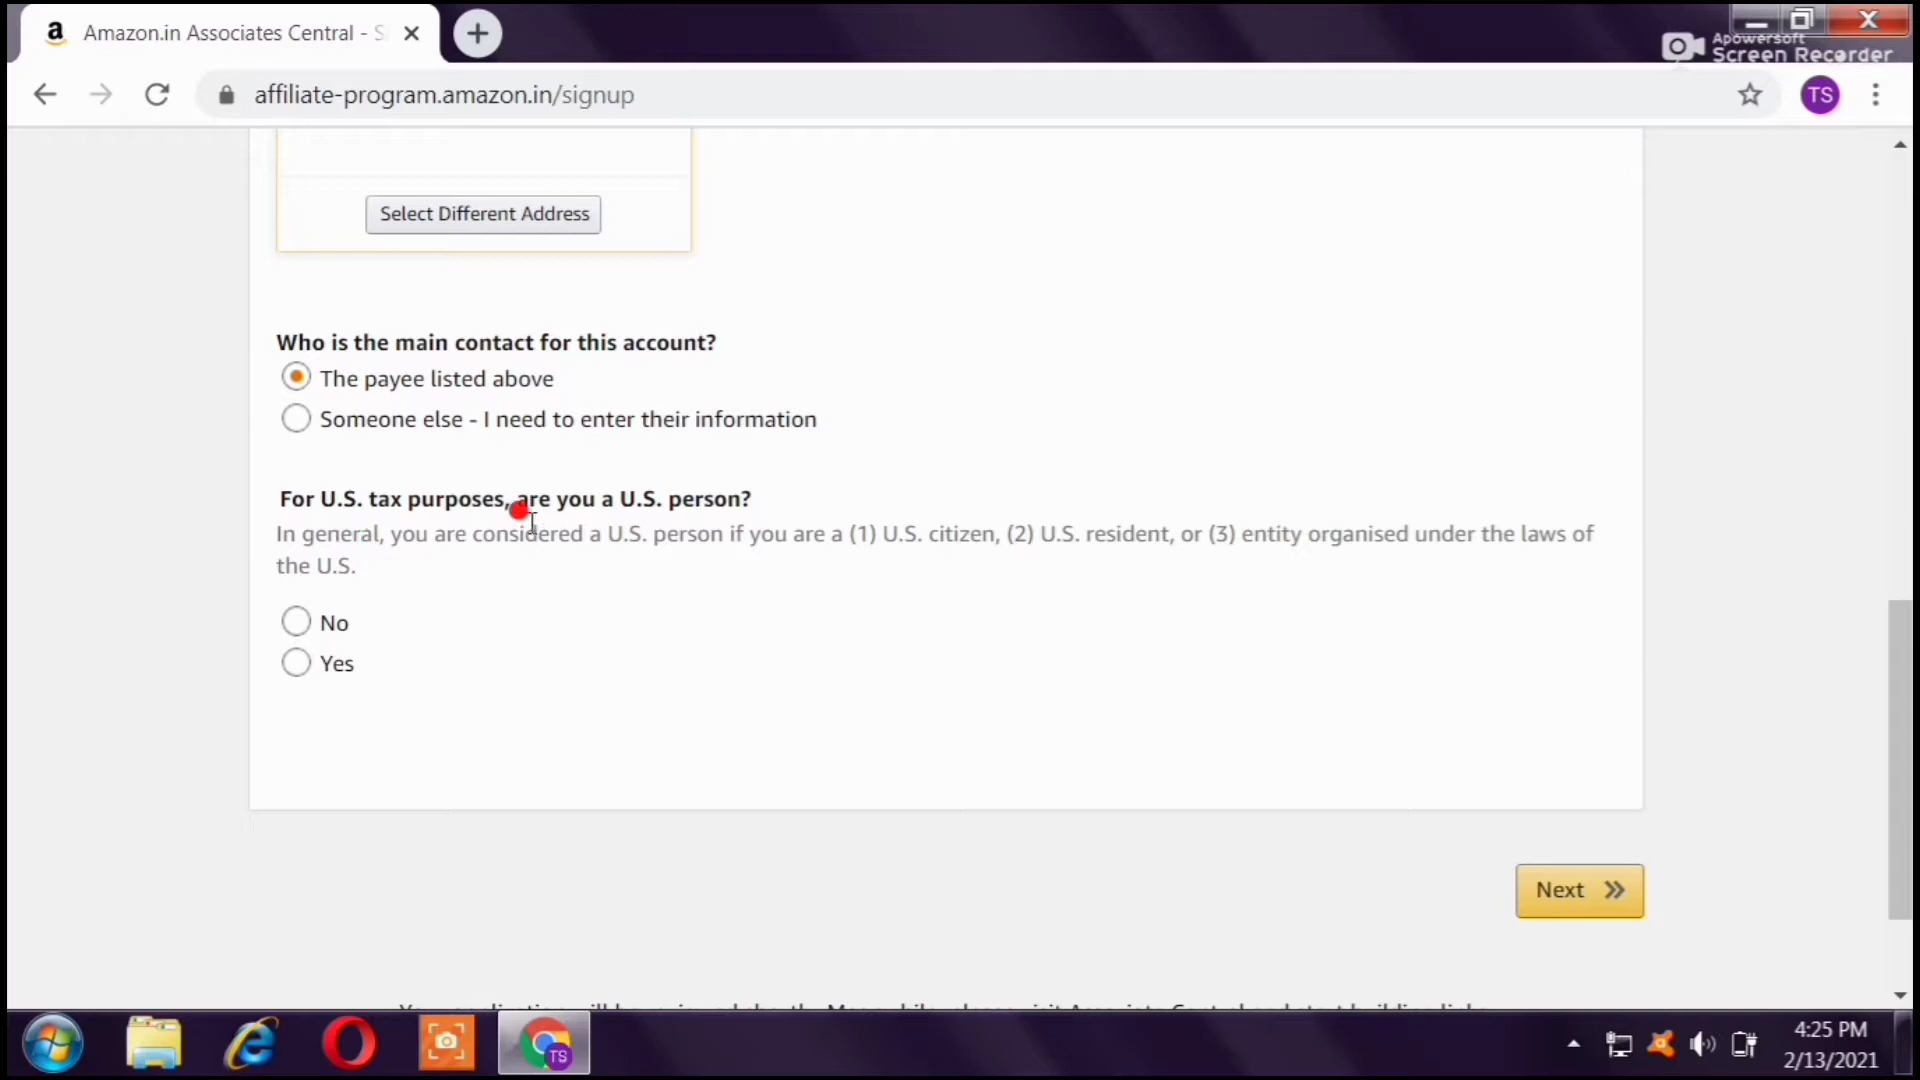 Amazon.in Associates Central - S
Apowersoft
Screen Recorder
affiliate-program.amazon.in/signup
TS
Select Different Address
Who is the main contact for this account?
The payee listed above
Someone else - I need to enter their information
For U.S. tax purposes, are you a U.S. person?
In general, you are considered a U.S. person if you are a (1) U.S. citizen, (2) U.S. resident, or (3) entity organised under the laws of
the U.S.
No
Yes
Next
TS
4:25 PM
2/13/2021